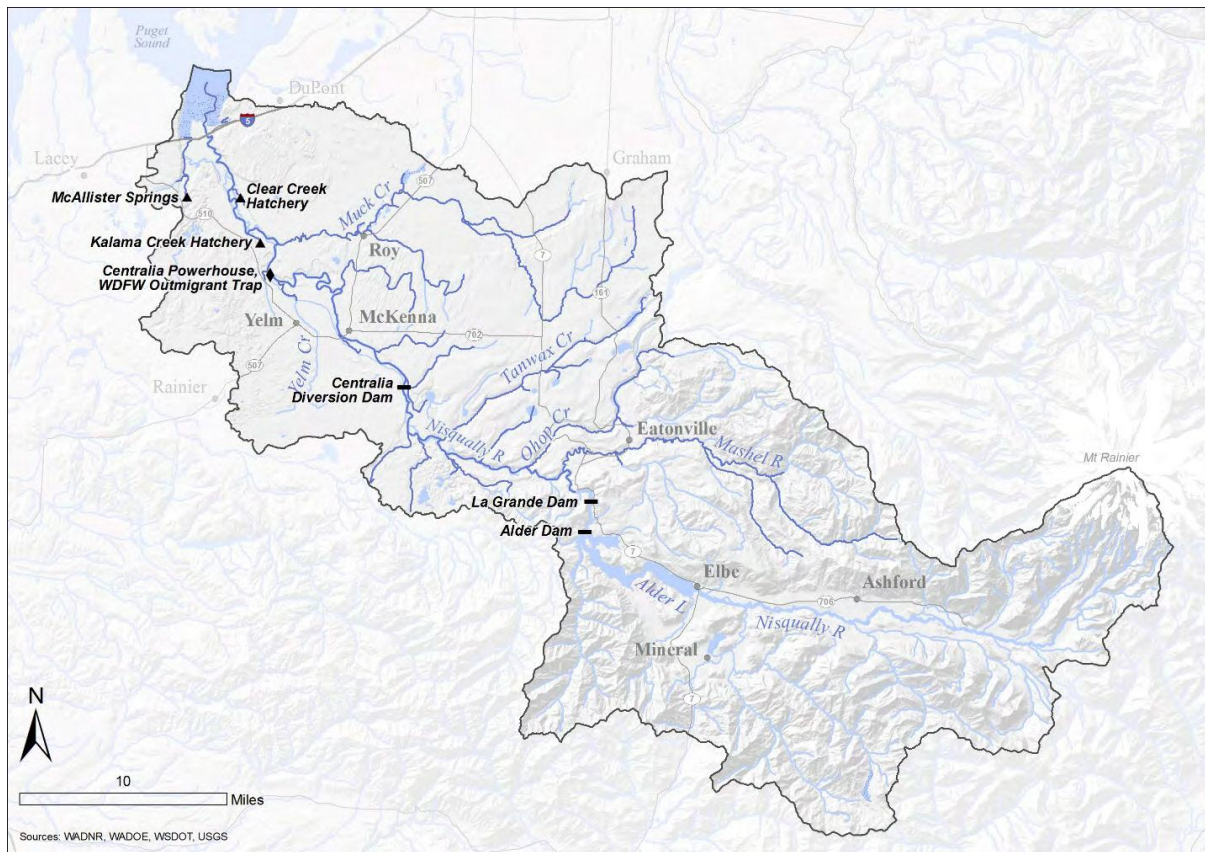 Puget
Sound
DuPont
5
Lacey
Graham
McAllister Springs
Clear Creek
Hatchery
507
510
Muck Cr
Kalama Creek Hatchery
Roy
7
Centralia Powerhouse,
WDFW Outmigrant Trap
161
Yelm
McKenna
702
507
Yelm Cr
Tanwax Cr
Rainier
Centralia
Diversion Dam
Nisqually R
Ohop Cr
Eatonville
Mashel R
Mt Rainier
La Grande Dam
Alder Dam
7
Elbe
Ashford
Alder L
706
Nisqually R
Mineral
7
N
10
Miles
Sources: WADNR, WADOE, WSDOT, USGS